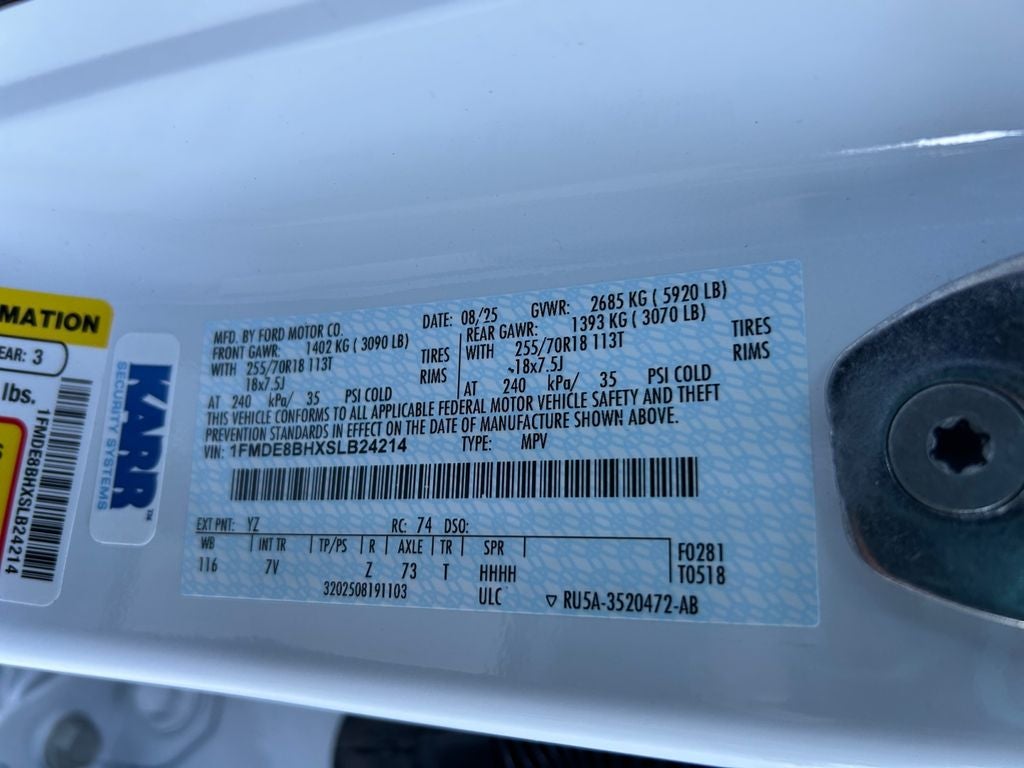 MATION
EAR: 3
lbs.
1FMDE8BHXSLB24214
KARR
SECURITY SYSTEMS
MFD. BY FORD MOTOR CO. DATE: 08/25 GVWR: 2685 KG ( 5920 LB)
FRONT GAWR: 1402 KG ( 3090 LB) REAR GAWR: 1393 KG ( 3070 LB)
WITH 255/70R18 113T TIRES WITH 255/70R18 113T TIRES
18x7.5J RIMS ~18x7.5J RIMS
AT 240 kPa/ 35 PSI COLD AT 240 kPa/ 35 PSI COLD
THIS VEHICLE CONFORMS TO ALL APPLICABLE FEDERAL MOTOR VEHICLE SAFETY AND THEFT
PREVENTION STANDARDS IN EFFECT ON THE DATE OF MANUFACTURE SHOWN ABOVE.
VIN: 1FMDE8BHXSLB24214 TYPE: MPV
EXT PNT: YZ RC: 74 DSO:
WB INT TR TP/PS R AXLE TR SPR F0281
116 7V Z 73 T HHHH T0518
3202508191103 ULC ▽ RU5A-3520472-AB